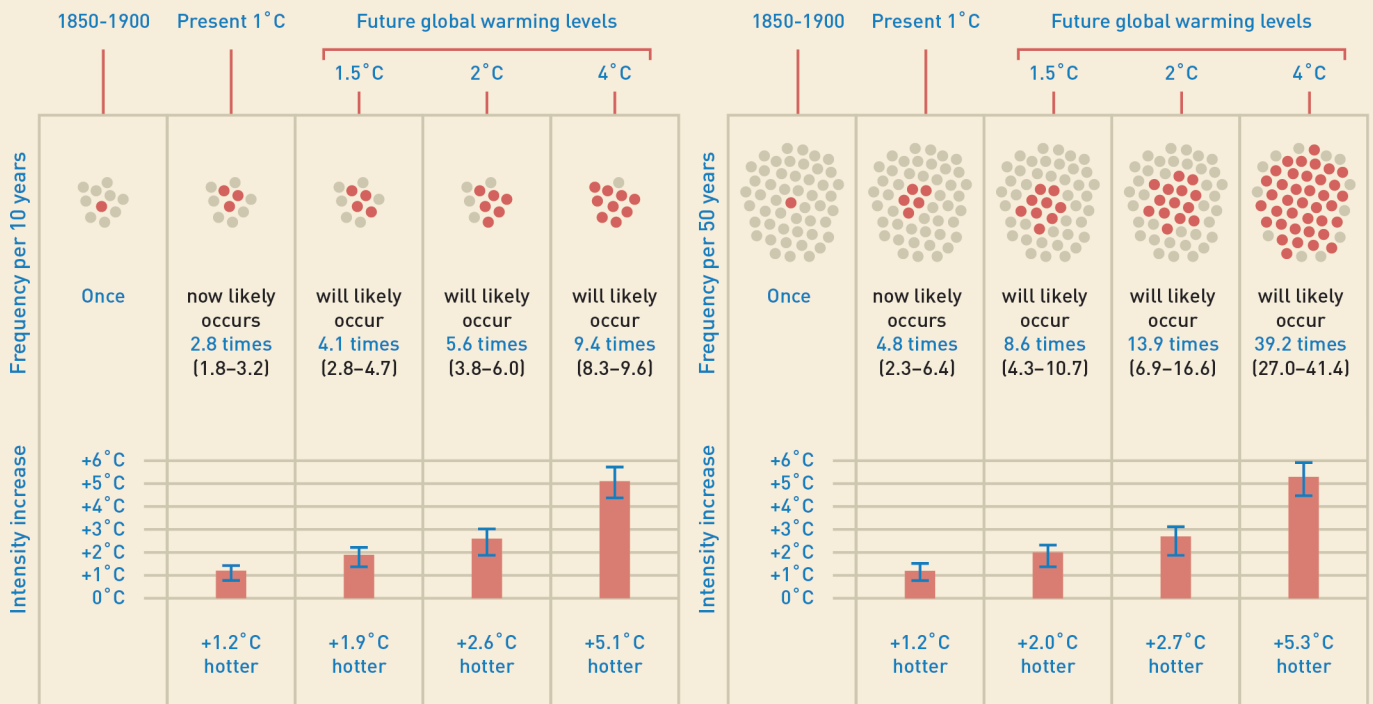 1850-1900
Present 1˚C
Future global warming levels
1.5˚C
2˚C
4˚C
Frequency per 10 years
Once
now likely
occurs
2.8 times
(1.8–3.2)
will likely
occur
4.1 times
(2.8–4.7)
will likely
occur
5.6 times
(3.8–6.0)
will likely
occur
9.4 times
(8.3–9.6)
Intensity increase
+6˚C
+5˚C
+4˚C
+3˚C
+2˚C
+1˚C
0˚C
+1.2˚C
hotter
+1.9˚C
hotter
+2.6˚C
hotter
+5.1˚C
hotter
1850-1900
Present 1˚C
Future global warming levels
1.5˚C
2˚C
4˚C
Frequency per 50 years
Once
now likely
occurs
4.8 times
(2.3–6.4)
will likely
occur
8.6 times
(4.3–10.7)
will likely
occur
13.9 times
(6.9–16.6)
will likely
occur
39.2 times
(27.0–41.4)
Intensity increase
+6˚C
+5˚C
+4˚C
+3˚C
+2˚C
+1˚C
0˚C
+1.2˚C
hotter
+2.0˚C
hotter
+2.7˚C
hotter
+5.3˚C
hotter